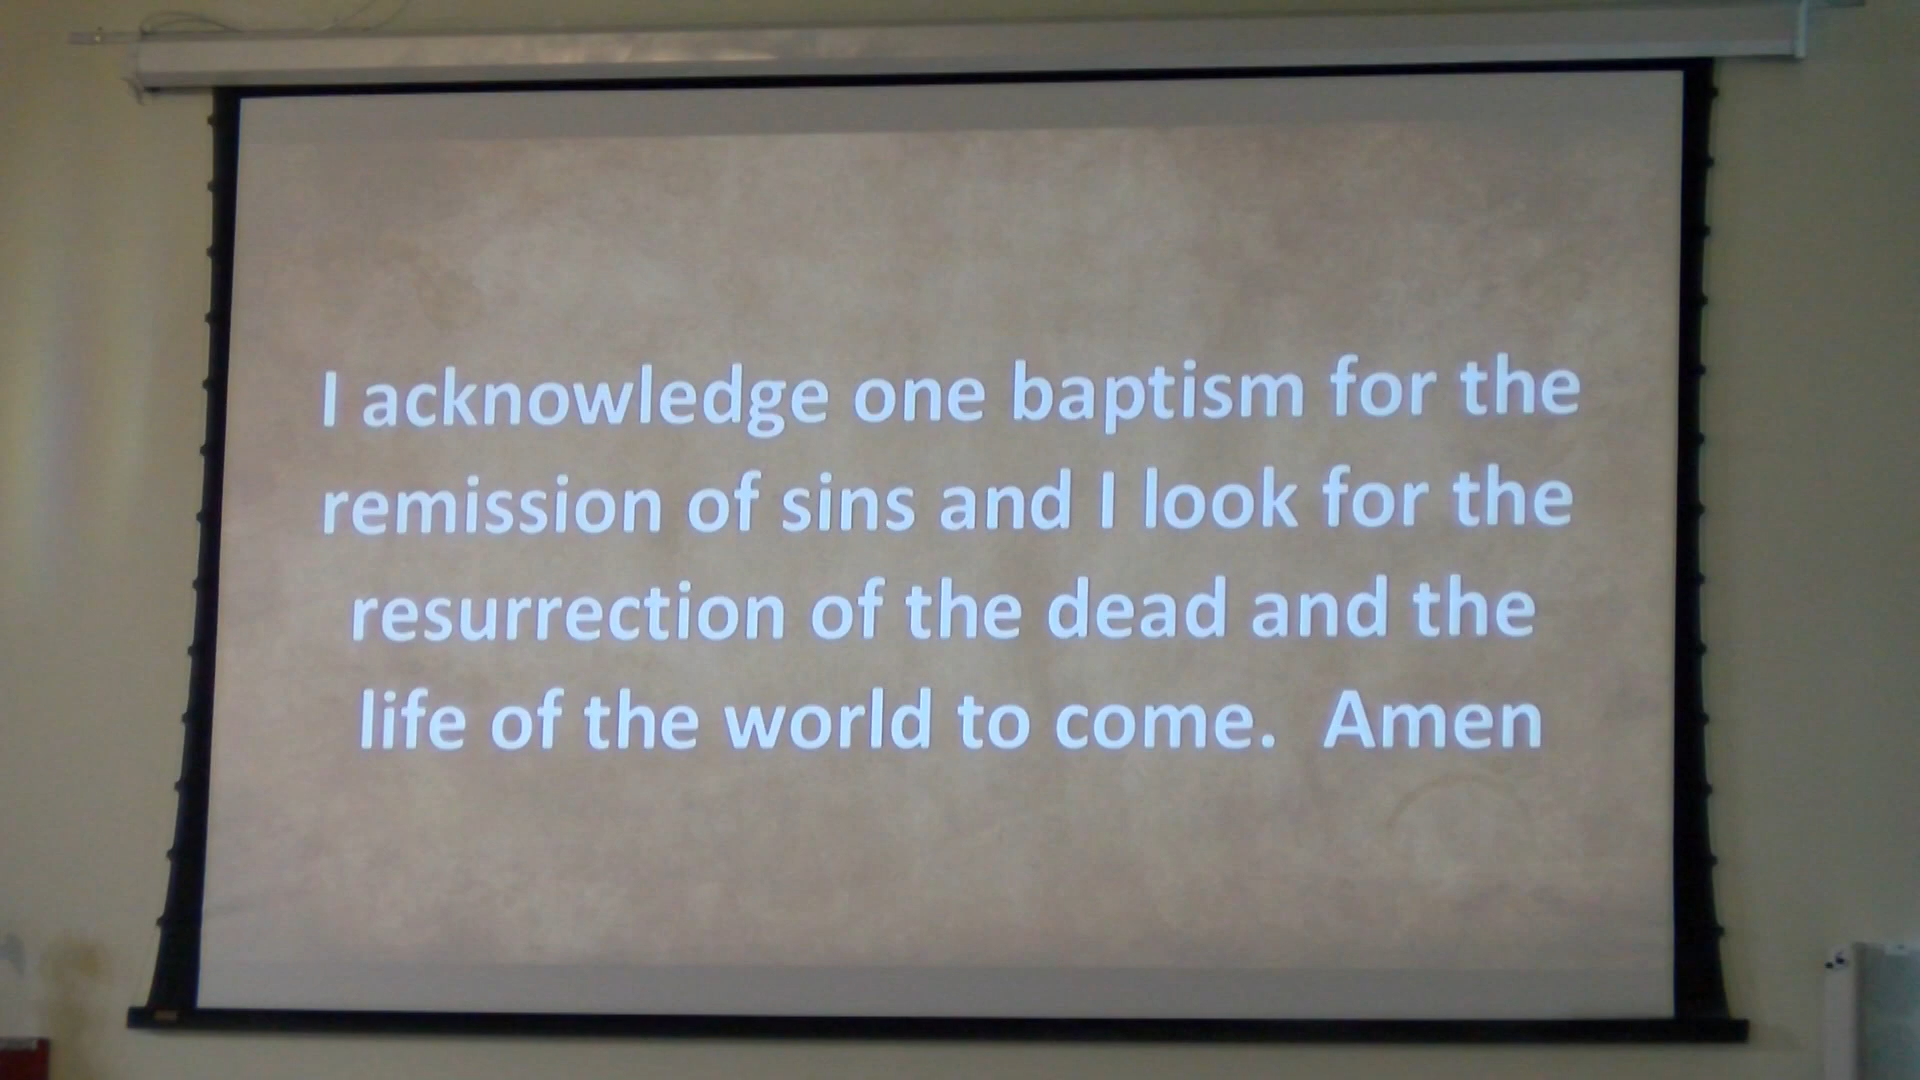 I acknowledge one baptism for the
remission of sins and I look for the
resurrection of the dead and the
life of the world to come.  Amen